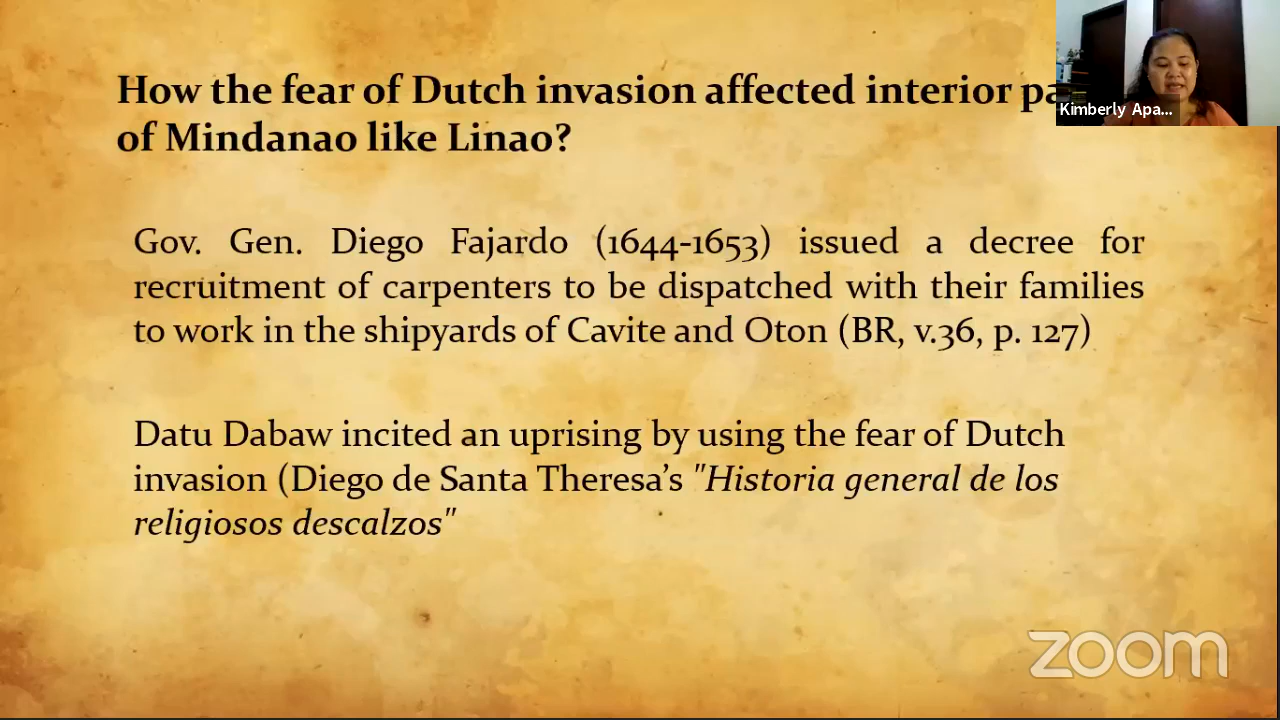 How the fear of Dutch invasion affected interior
of Mindanao like Linao?
Kimberly Apa...
Gov. Gen. Diego Fajardo (1644-1653) issued a decree for
recruitment of carpenters to be dispatched with their families
to work in the shipyards of Cavite and Oton (BR, v.36, p. 127)
Datu Dabaw incited an uprising by using the fear of Dutch
invasion (Diego de Santa Theresa’s "Historia general de los
religiosos descalzos"
zoom